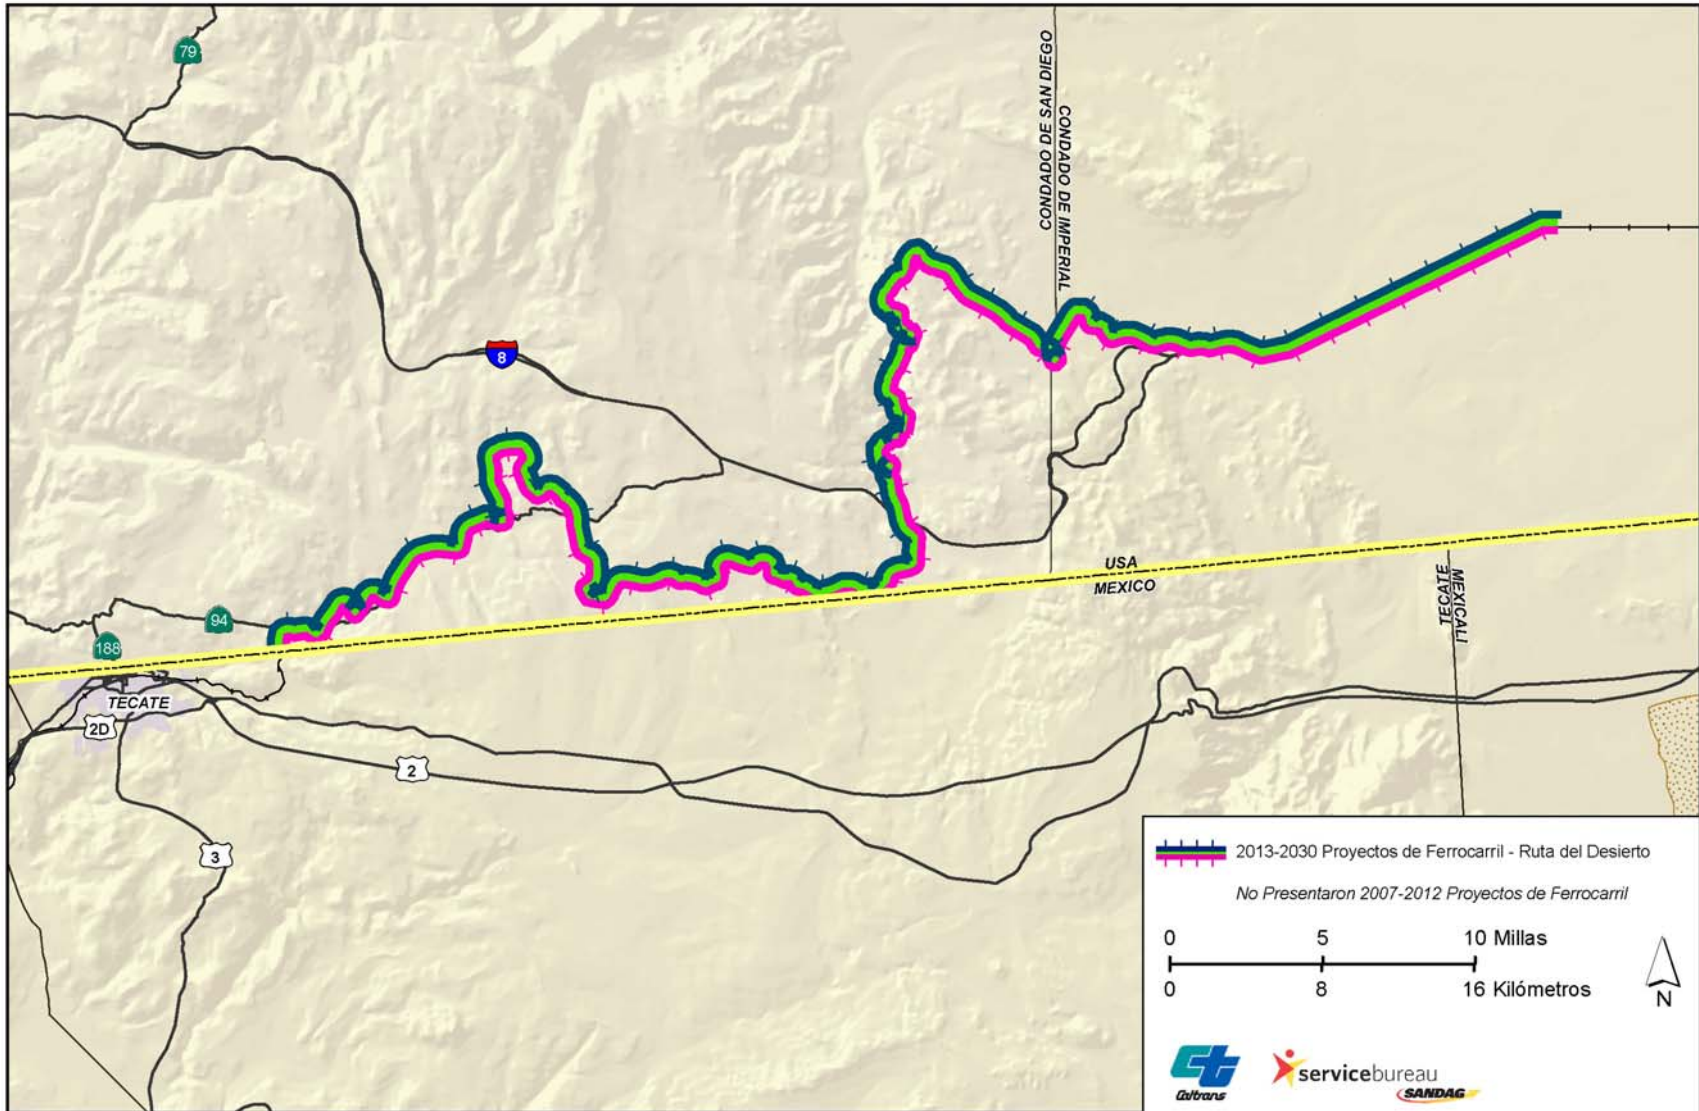 79
CONDADO DE SAN DIEGO
CONDADO DE IMPERIAL
8
USA
MEXICO
TECATE
MEXICALI
94
188
TECATE
2D
2
3
2013-2030 Proyectos de Ferrocarril - Ruta del Desierto
No Presentaron 2007-2012 Proyectos de Ferrocarril
0 5 10 Millas
0 8 16 Kilómetros
N
Caltrans
servicebureau
SANDAG